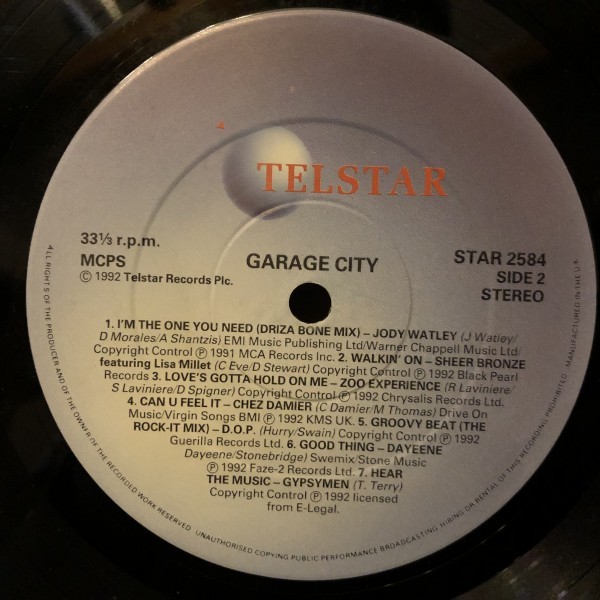 TELSTAR
33⅓ r.p.m.
MCPS
Ⓒ 1992 Telstar Records Plc.
GARAGE CITY
STAR 2584
SIDE 2
STEREO
1. I'M THE ONE YOU NEED (DRIZA BONE MIX) – JODY WATLEY (J Watley/
D Morales/A Shantzis) EMI Music Publishing Ltd/Warner Chappell Music Ltd/
Copyright Control Ⓟ 1991 MCA Records Inc. 2. WALKIN' ON – SHEER BRONZE
featuring Lisa Millet (C Eve/D Stewart) Copyright Control Ⓟ 1992 Black Pearl
Records 3. LOVE'S GOTTA HOLD ON ME – ZOO EXPERIENCE (R Laviniere/
S Laviniere/D Spigner) Copyright Control Ⓟ 1992 Chrysalis Records Ltd.
4. CAN U FEEL IT – CHEZ DAMIER (C Damier/M Thomas) Drive On
Music/Virgin Songs BMI Ⓟ 1992 KMS UK. 5. GROOVY BEAT (THE
ROCK-IT MIX) – D.O.P. (Hurry/Swain) Copyright Control Ⓟ 1992
Guerilla Records Ltd. 6. GOOD THING – DAYEENE
Dayeene/Stonebridge) Swemix/Stone Music
Ⓟ 1992 Faze-2 Records Ltd. 7. HEAR
THE MUSIC – GYPSYMEN (T. Terry)
Copyright Control Ⓟ 1992 licensed
from E-Legal.
ALL RIGHTS OF THE PRODUCER AND OF THE OWNER OF THE RECORDED WORK RESERVED UNAUTHORISED COPYING PUBLIC PERFORMANCE BROADCASTING HIRING OR RENTAL OF THIS RECORDING PROHIBITED MANUFACTURED IN THE U.K.